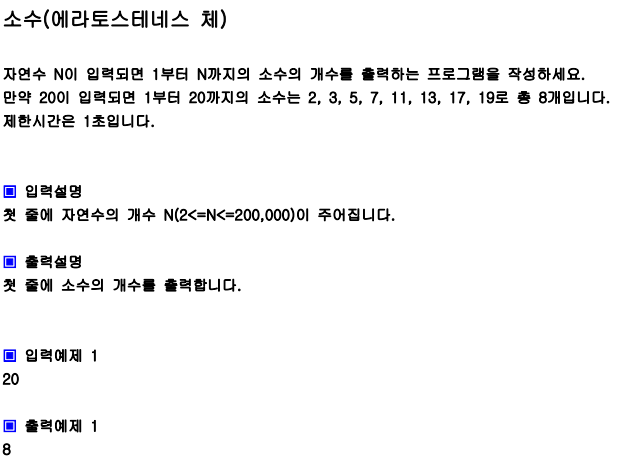 소수(에라토스테네스 체)
자연수 N이 입력되면 1부터 N까지의 소수의 개수를 출력하는 프로그램을 작성하세요.
만약 20이 입력되면 1부터 20까지의 소수는 2, 3, 5, 7, 11, 13, 17, 19로 총 8개입니다.
제한시간은 1초입니다.
▣ 입력설명
첫 줄에 자연수의 개수 N(2<=N<=200,000)이 주어집니다.
▣ 출력설명
첫 줄에 소수의 개수를 출력합니다.
▣ 입력예제 1
20
▣ 출력예제 1
8